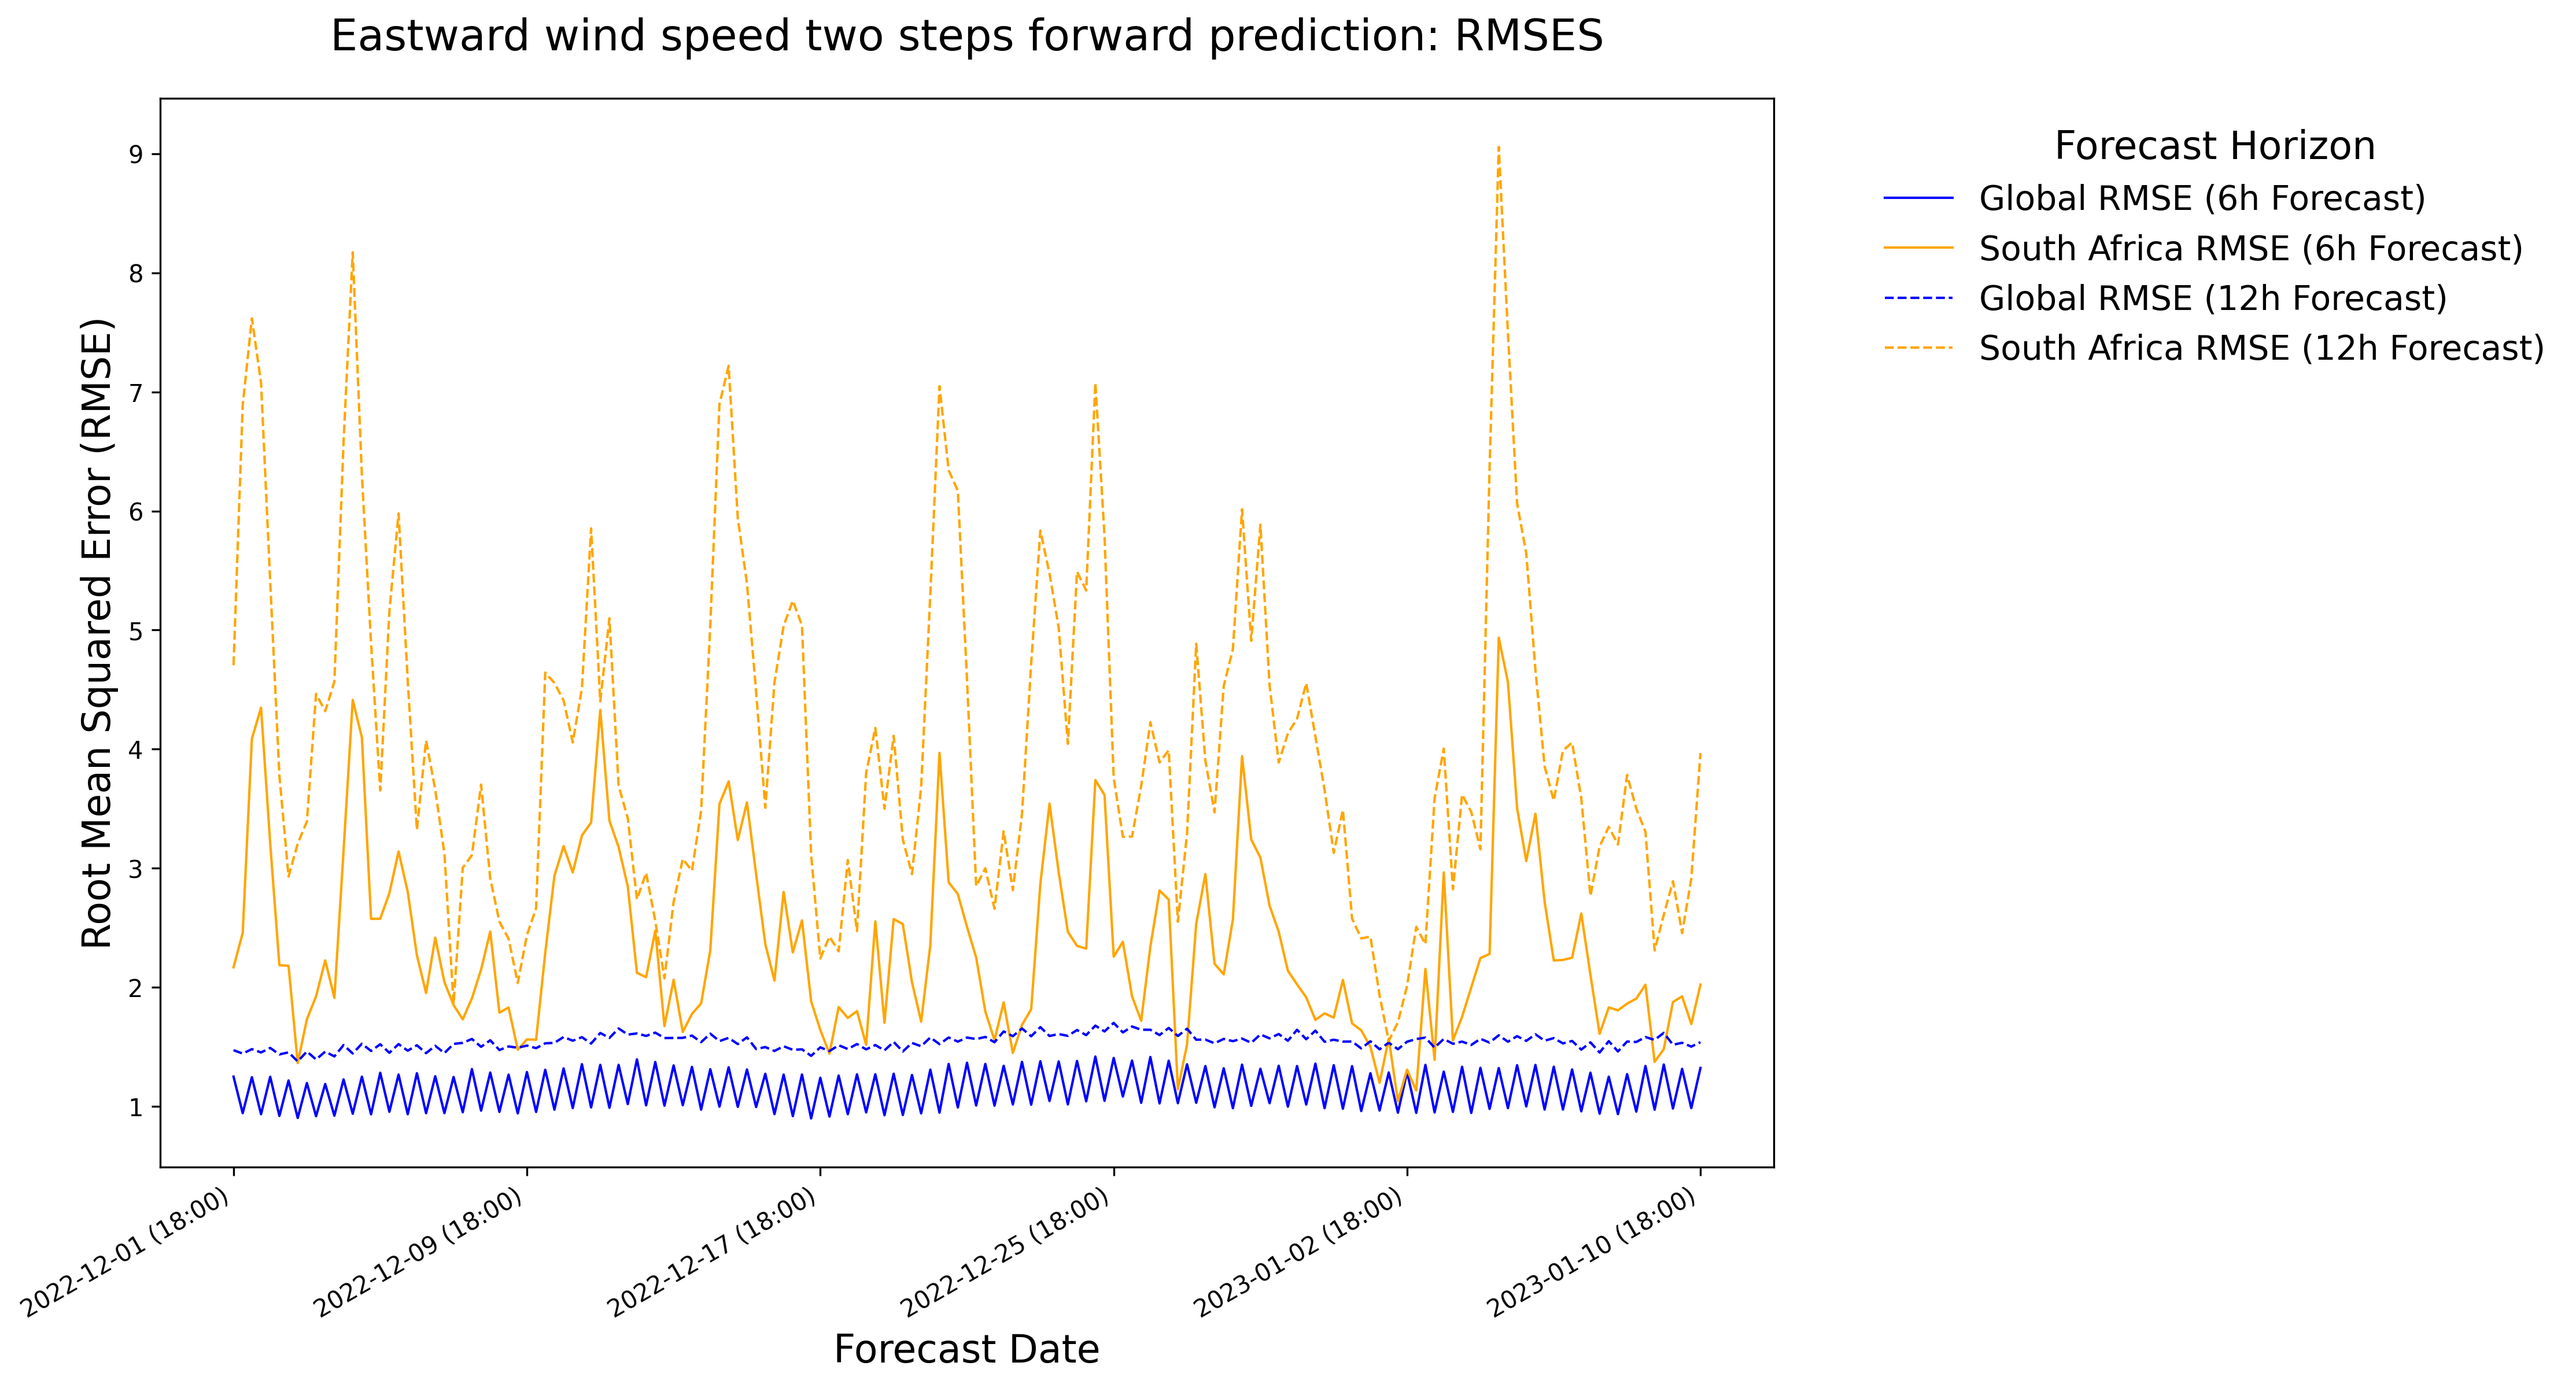 Eastward wind speed two steps forward prediction: RMSES
Root Mean Squared Error (RMSE)
9
8
7
6
5
4
3
2
1
2022-12-01 (18:00)
2022-12-09 (18:00)
2022-12-17 (18:00)
2022-12-25 (18:00)
2023-01-02 (18:00)
2023-01-10 (18:00)
Forecast Date
Forecast Horizon
Global RMSE (6h Forecast)
South Africa RMSE (6h Forecast)
Global RMSE (12h Forecast)
South Africa RMSE (12h Forecast)